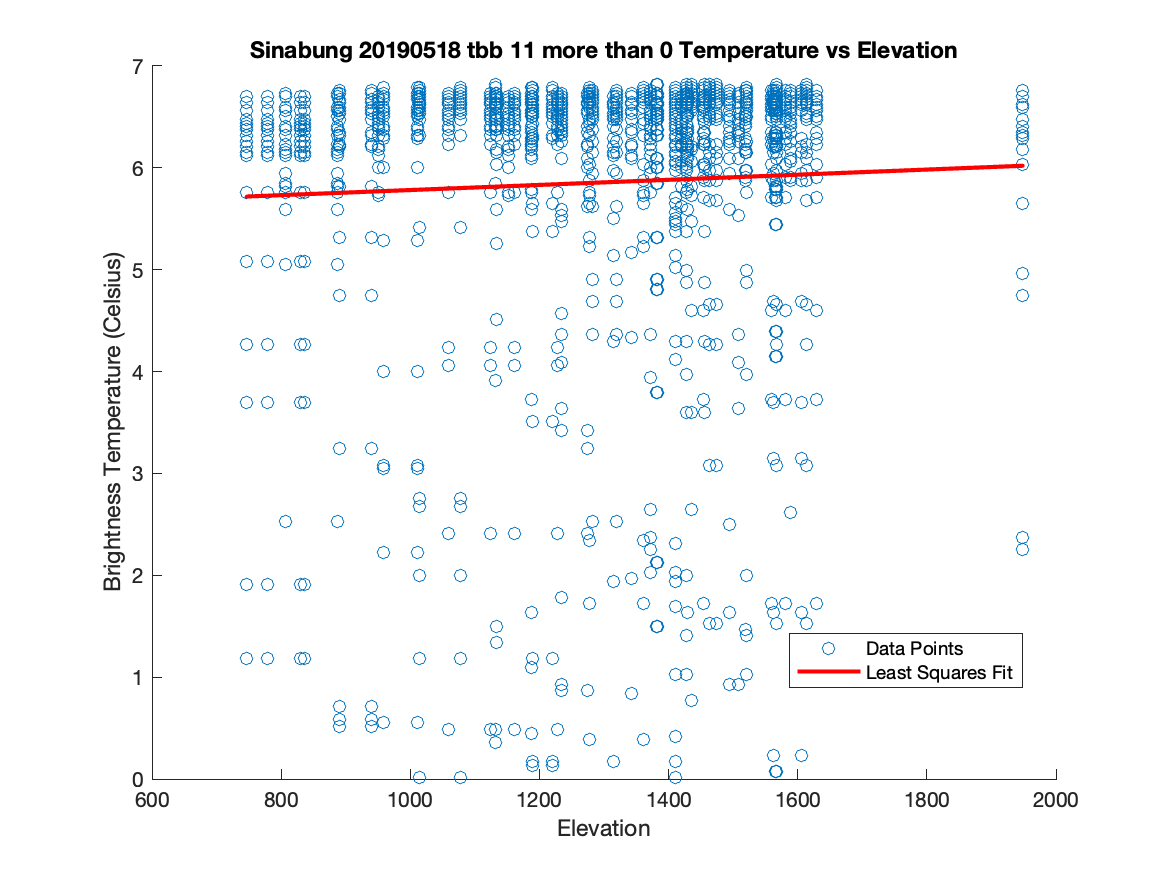 Sinabung 20190518 tbb 11 more than 0 Temperature vs Elevation
7
6
5
4
3
2
1
0
Brightness Temperature (Celsius)
Data Points
Least Squares Fit
600 800 1000 1200 1400 1600 1800 2000
Elevation